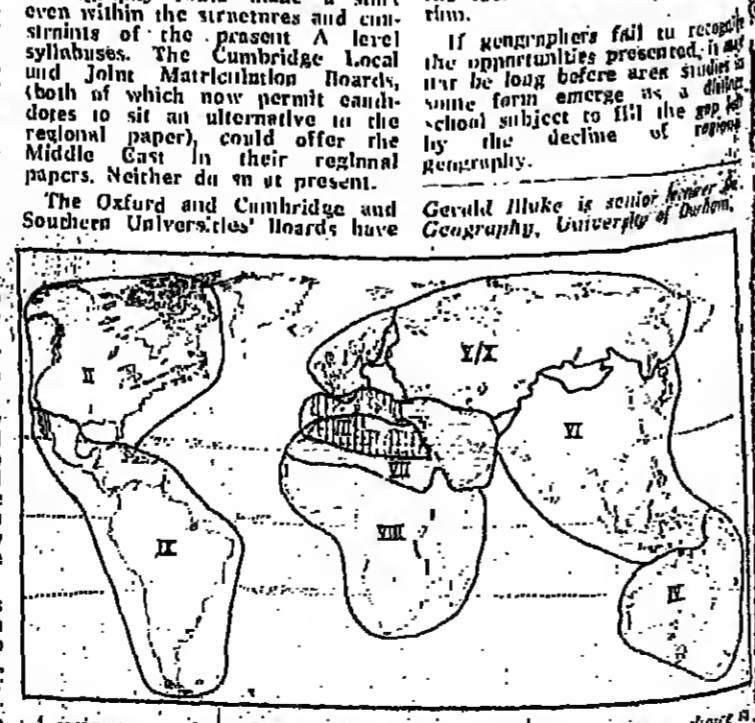 even within the structures and con-
straints of the present A level
syllabuses. The Cambridge Local
and Joint Matriculation Boards,
(both of which now permit candi-
dates to sit an alternative to the
regional paper), could offer the
Middle East in their regional
papers. Neither do so at present.
The Oxford and Cambridge and
Southern Universities' Boards have
If geographers fail to recognize
the opportunities presented, it may
not be long before area studies in
some form emerge as a distinct
school subject to fill the gap left
by the decline of regional
geography.
Gerald Blake is senior lecturer in
Geography, University of Durham.
II
V/X
VI
III
VII
VIII
IX
IV